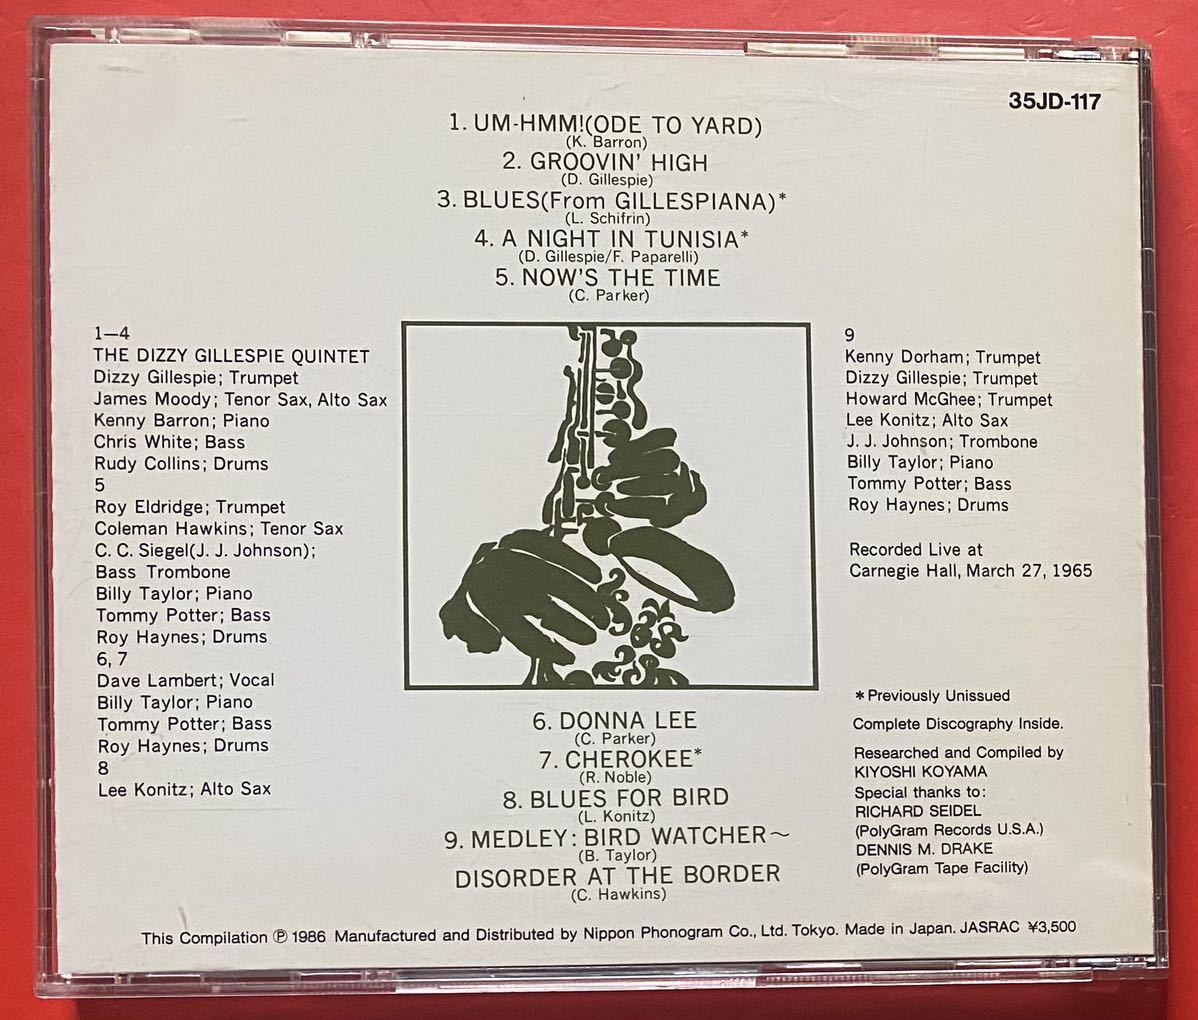 35JD-117
1. UM-HMM!(ODE TO YARD)
(K. Barron)
2. GROOVIN' HIGH
(D. Gillespie)
3. BLUES(From GILLESPIANA)*
(L. Schifrin)
4. A NIGHT IN TUNISIA*
(D. Gillespie/F. Paparelli)
5. NOW'S THE TIME
(C. Parker)
1—4
THE DIZZY GILLESPIE QUINTET
Dizzy Gillespie; Trumpet
James Moody; Tenor Sax, Alto Sax
Kenny Barron; Piano
Chris White; Bass
Rudy Collins; Drums
5
Roy Eldridge; Trumpet
Coleman Hawkins; Tenor Sax
C. C. Siegel(J. J. Johnson);
Bass Trombone
Billy Taylor; Piano
Tommy Potter; Bass
Roy Haynes; Drums
6, 7
Dave Lambert; Vocal
Billy Taylor; Piano
Tommy Potter; Bass
Roy Haynes; Drums
8
Lee Konitz; Alto Sax
9
Kenny Dorham; Trumpet
Dizzy Gillespie; Trumpet
Howard McGhee; Trumpet
Lee Konitz; Alto Sax
J. J. Johnson; Trombone
Billy Taylor; Piano
Tommy Potter; Bass
Roy Haynes; Drums
Recorded Live at
Carnegie Hall, March 27, 1965
6. DONNA LEE
(C. Parker)
7. CHEROKEE*
(R. Noble)
8. BLUES FOR BIRD
(L. Konitz)
9. MEDLEY: BIRD WATCHER~
(B. Taylor)
DISORDER AT THE BORDER
(C. Hawkins)
*Previously Unissued
Complete Discography Inside.
Researched and Compiled by
KIYOSHI KOYAMA
Special thanks to:
RICHARD SEIDEL
(PolyGram Records U.S.A.)
DENNIS M. DRAKE
(PolyGram Tape Facility)
This Compilation ℗ 1986 Manufactured and Distributed by Nippon Phonogram Co., Ltd. Tokyo. Made in Japan. JASRAC ¥3,500